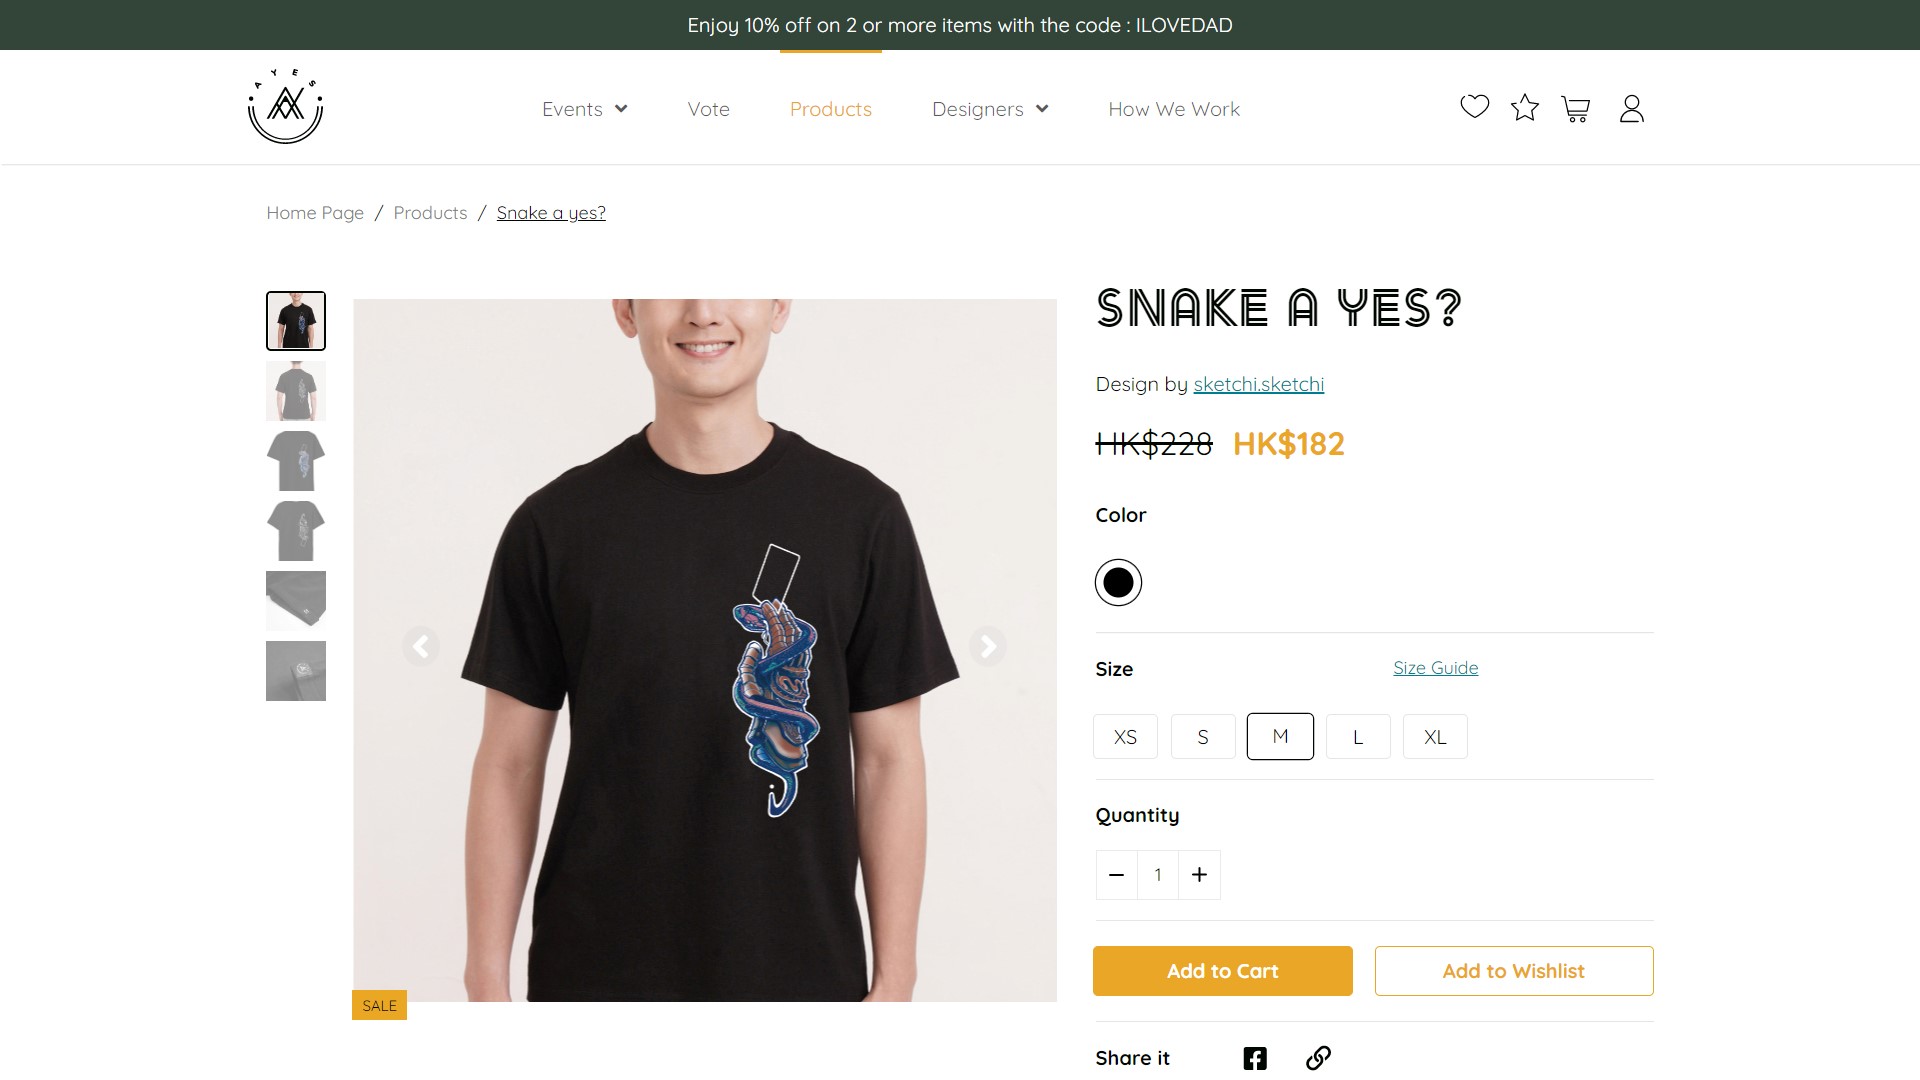 Enjoy 10% off on 2 or more items with the code : ILOVEDAD
AYES
Events
Vote
Products
Designers
How We Work
Home Page / Products / Snake a yes?
SNAKE A YES?
Design by sketchi.sketchi
HK$228 HK$182
Color
Size
Size Guide
XS
S
M
L
XL
Quantity
1
Add to Cart
Add to Wishlist
SALE
Share it